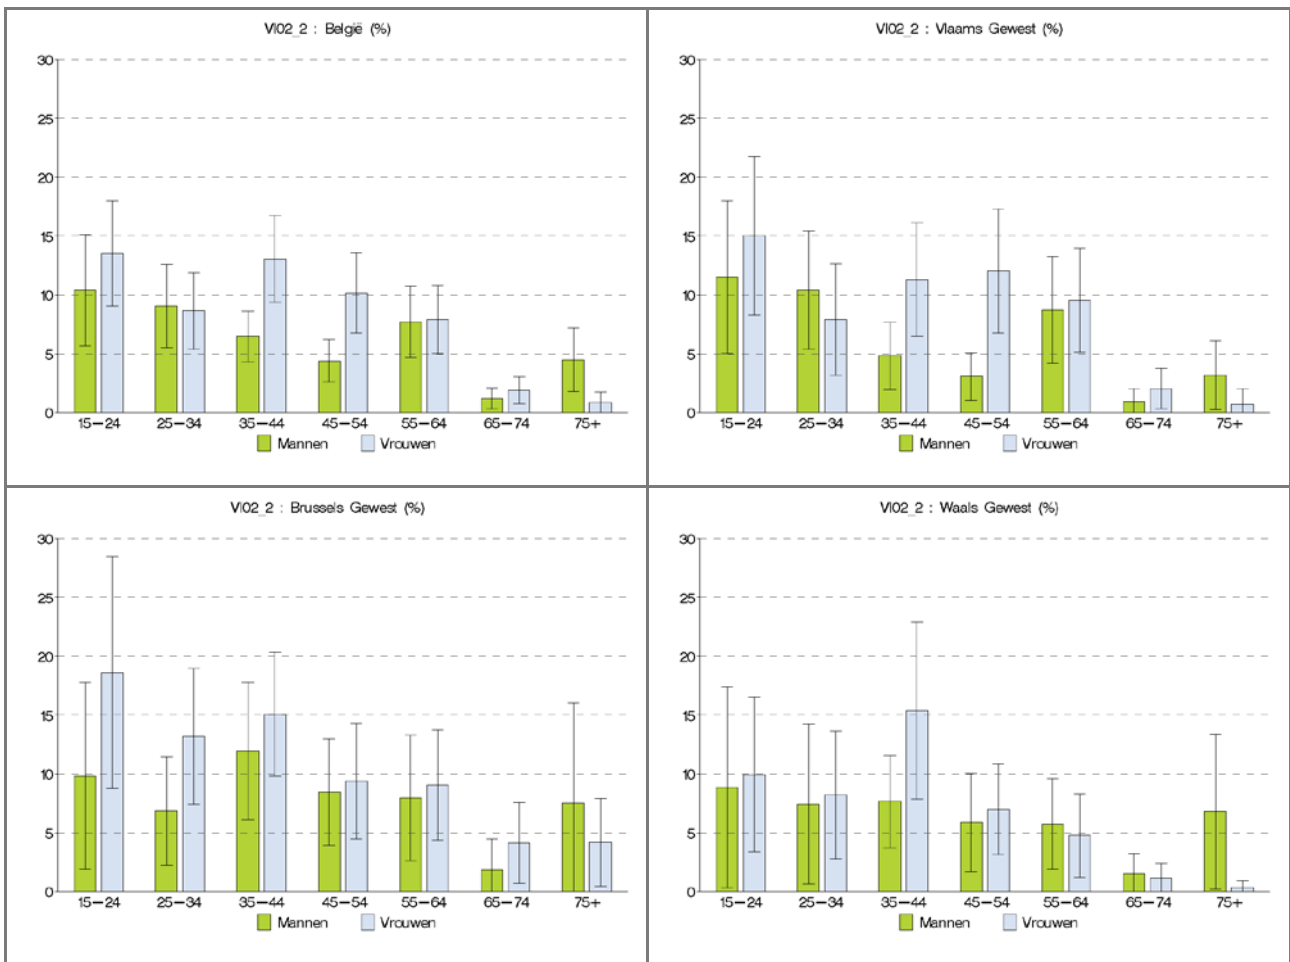 VI02_2 : België (%)
30
25
20
15
10
5
0
15–24 25–34 35–44 45–54 55–64 65–74 75+
Mannen Vrouwen
VI02_2 : Vlaams Gewest (%)
30
25
20
15
10
5
0
15–24 25–34 35–44 45–54 55–64 65–74 75+
Mannen Vrouwen
VI02_2 : Brussels Gewest (%)
30
25
20
15
10
5
0
15–24 25–34 35–44 45–54 55–64 65–74 75+
Mannen Vrouwen
VI02_2 : Waals Gewest (%)
30
25
20
15
10
5
0
15–24 25–34 35–44 45–54 55–64 65–74 75+
Mannen Vrouwen